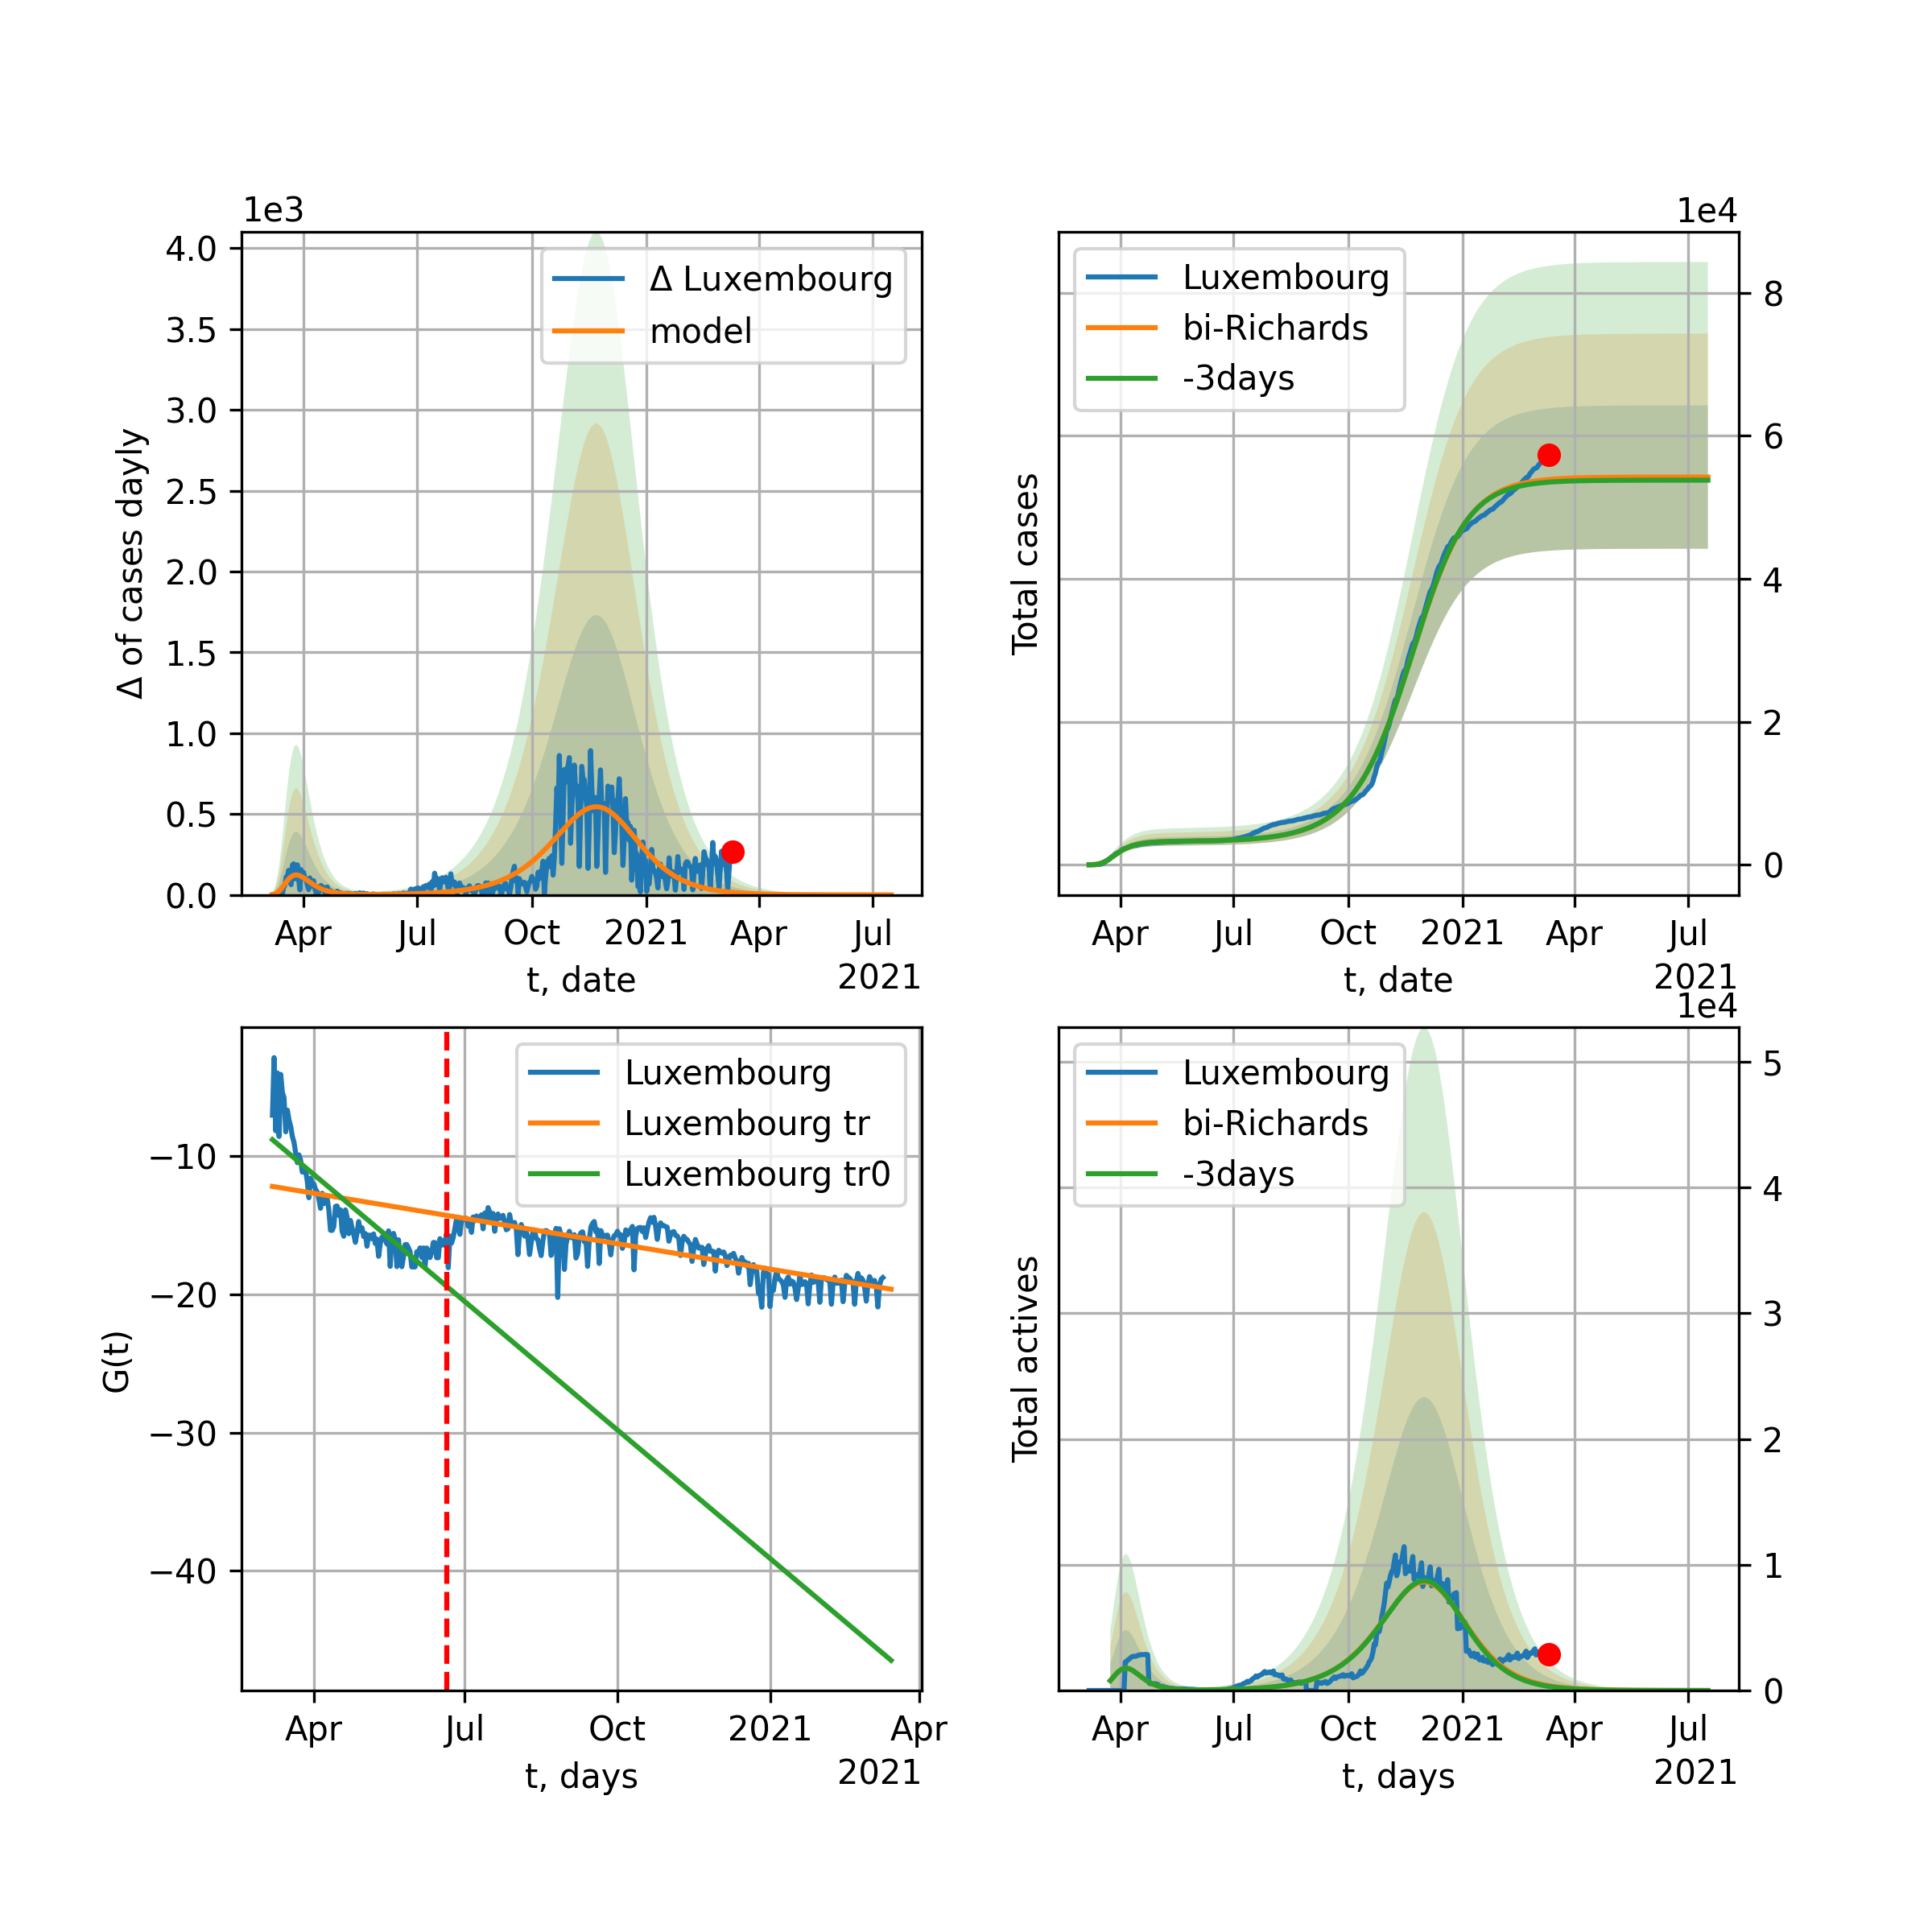 1e3
4.0
3.5
3.0
2.5
2.0
1.5
1.0
0.5
0.0
Δ of cases dayly
Δ Luxembourg
model
Apr Jul Oct 2021 Apr Jul
t, date
2021
1e4
8
6
4
2
0
Total cases
Luxembourg
bi-Richards
-3days
Apr Jul Oct 2021 Apr Jul
t, date
2021
−10
−20
−30
−40
G(t)
Luxembourg
Luxembourg tr
Luxembourg tr0
Apr Jul Oct 2021 Apr
t, days
2021
1e4
5
4
3
2
1
0
Total actives
Luxembourg
bi-Richards
-3days
Apr Jul Oct 2021 Apr Jul
t, days
2021